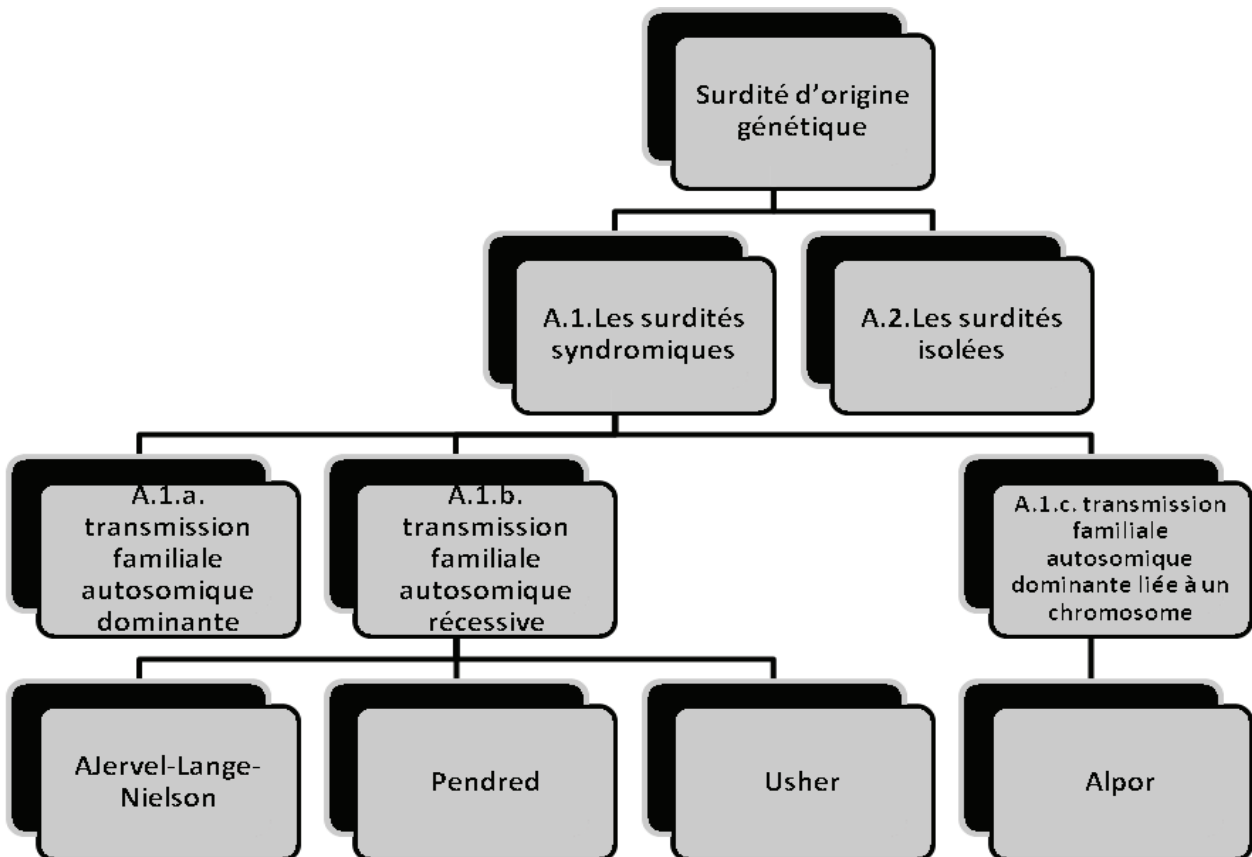 Surdité d’origine
génétique
A.1.Les surdités
syndromiques
A.2.Les surdités
isolées
A.1.a.
transmission
familiale
autosomique
dominante
A.1.b.
transmission
familiale
autosomique
récessive
A.1.c. transmission
familiale
autosomique
dominante liée à un
chromosome
AJervel-Lange-
Nielson
Pendred
Usher
Alpor